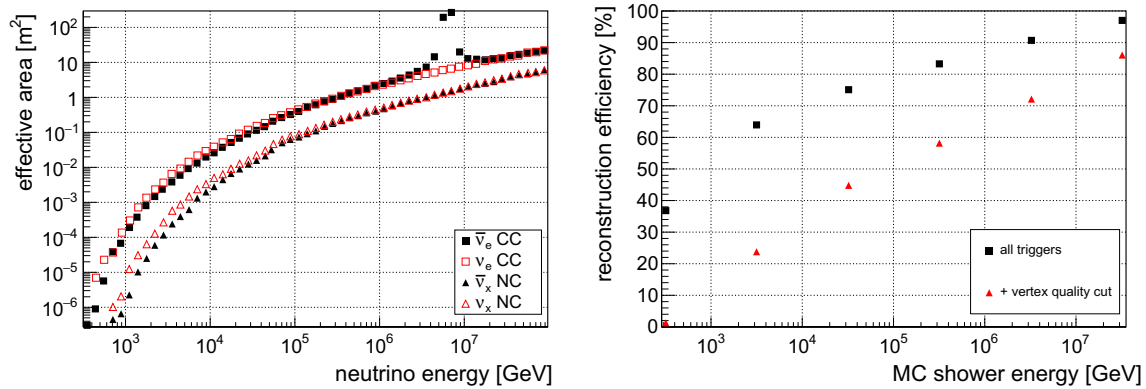 effective area [m²]
10²
10
1
10⁻¹
10⁻²
10⁻³
10⁻⁴
10⁻⁵
10⁻⁶
ν̅ₑ CC
νₑ CC
ν̅ₓ NC
νₓ NC
10³ 10⁴ 10⁵ 10⁶ 10⁷
neutrino energy [GeV]
reconstruction efficiency [%]
100
90
80
70
60
50
40
30
20
10
0
all triggers
+ vertex quality cut
10³ 10⁴ 10⁵ 10⁶ 10⁷
MC shower energy [GeV]